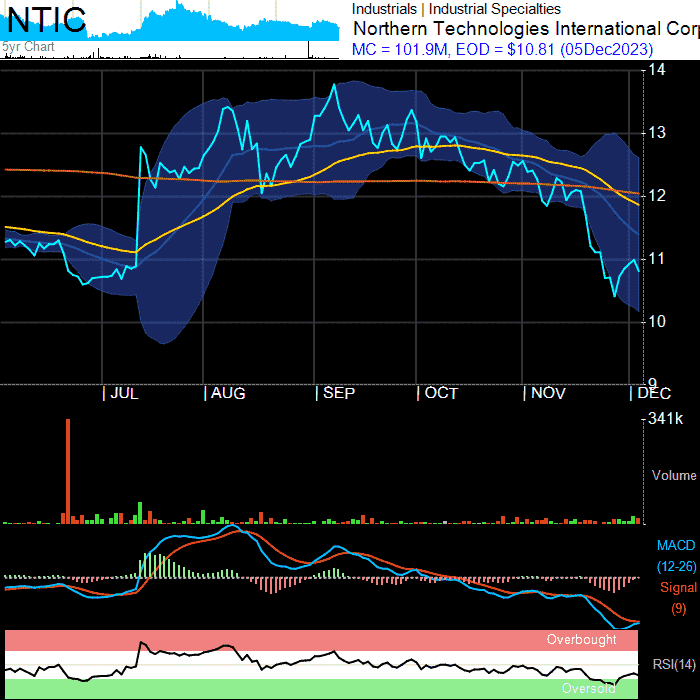 NTIC
Industrials | Industrial Specialties
Northern Technologies International Corp
MC = 101.9M, EOD = $10.81 (05Dec2023)
5yr Chart
14
13
12
11
10
9
| JUL | AUG | SEP | OCT | NOV | DEC
341k
Volume
MACD
(12-26)
Signal
(9)
Overbought
RSI(14)
Oversold